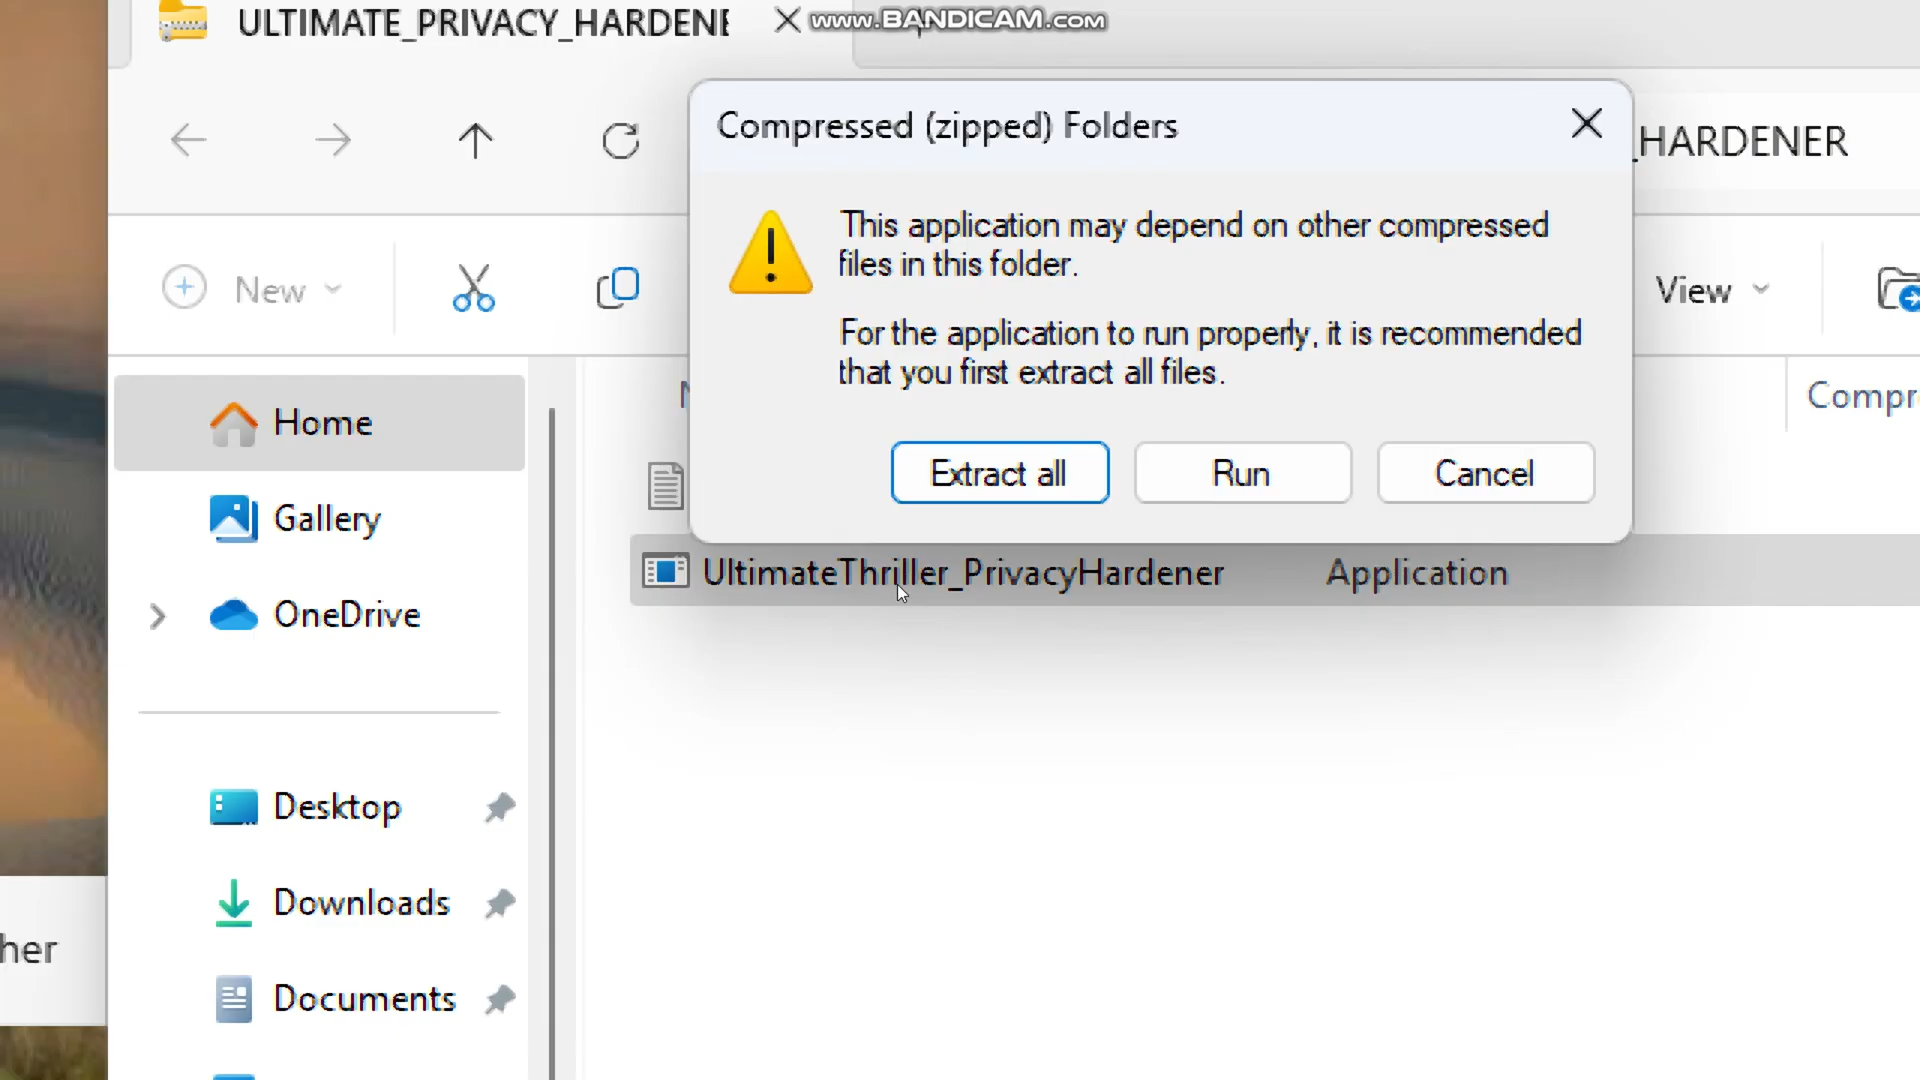 ULTIMATE_PRIVACY_HARDENE
www.BANDICAM.com
Compressed (zipped) Folders
_HARDENER
This application may depend on other compressed
files in this folder.
For the application to run properly, it is recommended
that you first extract all files.
Extract all
Run
Cancel
New
View
Home
Gallery
OneDrive
Desktop
Downloads
Documents
Compr
UltimateThriller_PrivacyHardener
Application
her